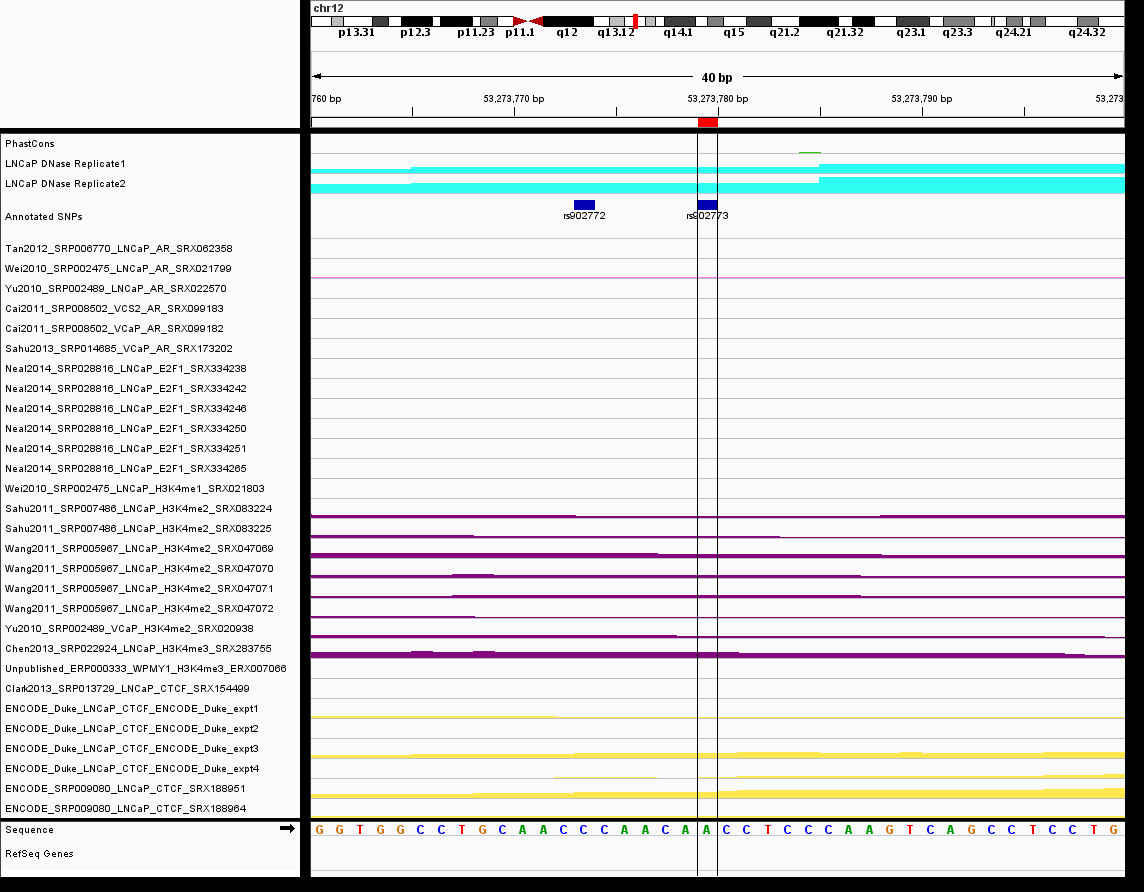 chr12
p13.31 p12.3 p11.23 p11.1 q12 q13.12 q14.1 q15 q21.2 q21.32 q23.1 q23.3 q24.21 q24.32
40 bp
760 bp 53,273,770 bp 53,273,780 bp 53,273,790 bp 53,273
PhastCons
LNCaP DNase Replicate1
LNCaP DNase Replicate2
Annotated SNPs
rs902772 rs902773
Tan2012_SRP006770_LNCaP_AR_SRX062358
Wei2010_SRP002475_LNCaP_AR_SRX021799
Yu2010_SRP002489_LNCaP_AR_SRX022570
Cai2011_SRP008502_VCS2_AR_SRX099183
Cai2011_SRP008502_VCaP_AR_SRX099182
Sahu2013_SRP014685_VCaP_AR_SRX173202
Neal2014_SRP028816_LNCaP_E2F1_SRX334238
Neal2014_SRP028816_LNCaP_E2F1_SRX334242
Neal2014_SRP028816_LNCaP_E2F1_SRX334246
Neal2014_SRP028816_LNCaP_E2F1_SRX334250
Neal2014_SRP028816_LNCaP_E2F1_SRX334251
Neal2014_SRP028816_LNCaP_E2F1_SRX334265
Wei2010_SRP002475_LNCaP_H3K4me1_SRX021803
Sahu2011_SRP007486_LNCaP_H3K4me2_SRX083224
Sahu2011_SRP007486_LNCaP_H3K4me2_SRX083225
Wang2011_SRP005967_LNCaP_H3K4me2_SRX047069
Wang2011_SRP005967_LNCaP_H3K4me2_SRX047070
Wang2011_SRP005967_LNCaP_H3K4me2_SRX047071
Wang2011_SRP005967_LNCaP_H3K4me2_SRX047072
Yu2010_SRP002489_VCaP_H3K4me2_SRX020938
Chen2013_SRP022924_LNCaP_H3K4me3_SRX283755
Unpublished_ERP000333_WPMY1_H3K4me3_ERX007066
Clark2013_SRP013729_LNCaP_CTCF_SRX154499
ENCODE_Duke_LNCaP_CTCF_ENCODE_Duke_expt1
ENCODE_Duke_LNCaP_CTCF_ENCODE_Duke_expt2
ENCODE_Duke_LNCaP_CTCF_ENCODE_Duke_expt3
ENCODE_Duke_LNCaP_CTCF_ENCODE_Duke_expt4
ENCODE_SRP009080_LNCaP_CTCF_SRX188951
ENCODE_SRP009080_LNCaP_CTCF_SRX188964
Sequence G G T G G C C T G C A A C C C A A C A A C C T C C C A A G T C A G C C T C C T G
RefSeq Genes